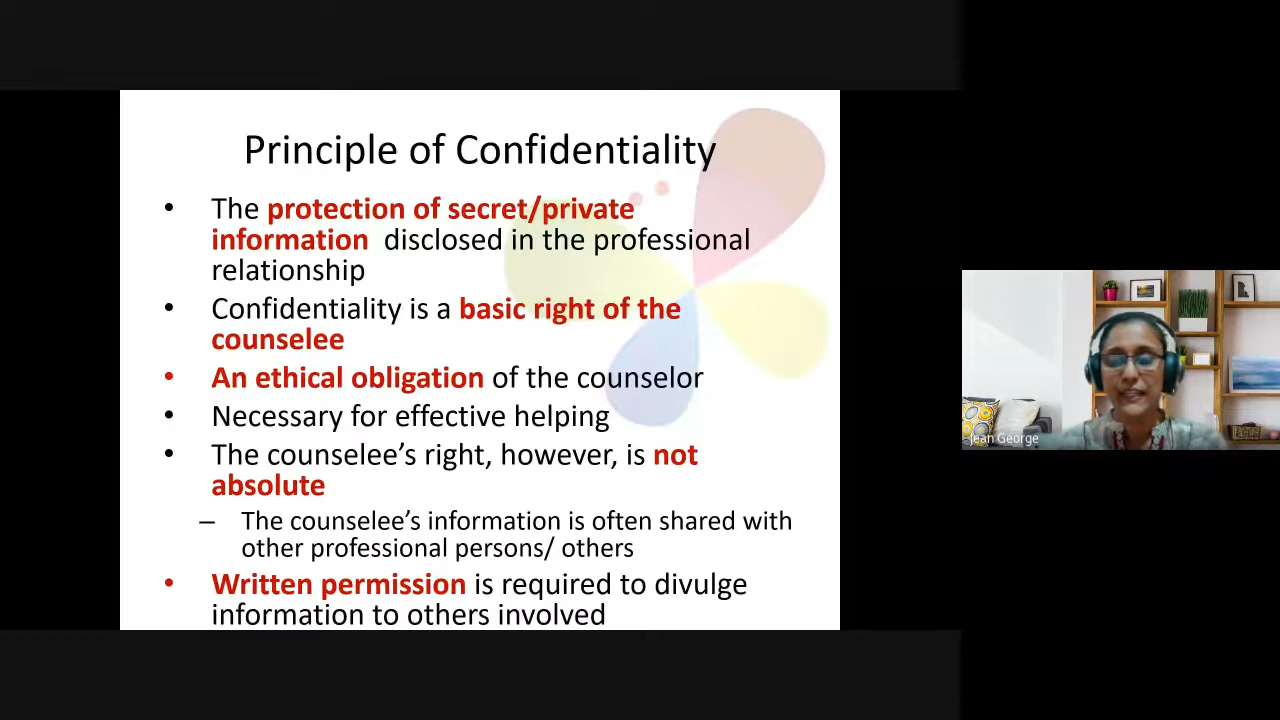 Principle of Confidentiality
• The protection of secret/private
information disclosed in the professional
relationship
• Confidentiality is a basic right of the
counselee
• An ethical obligation of the counselor
• Necessary for effective helping
• The counselee’s right, however, is not
absolute
– The counselee’s information is often shared with
other professional persons/ others
• Written permission is required to divulge
information to others involved
Jean George